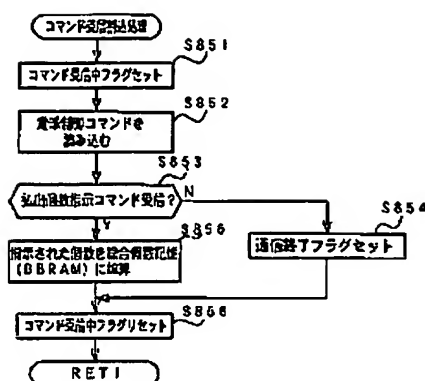 コマンド受信割込処理
S851
コマンド受信中フラグセット
S852
賞球制御コマンドを
読み込む
S853
払出個数指示コマンド受信?
N
Y
S854
通信終了フラグセット
S855
指示された個数を総合個数記憶
(BBRAM)に加算
S856
コマンド受信中フラグリセット
RETI